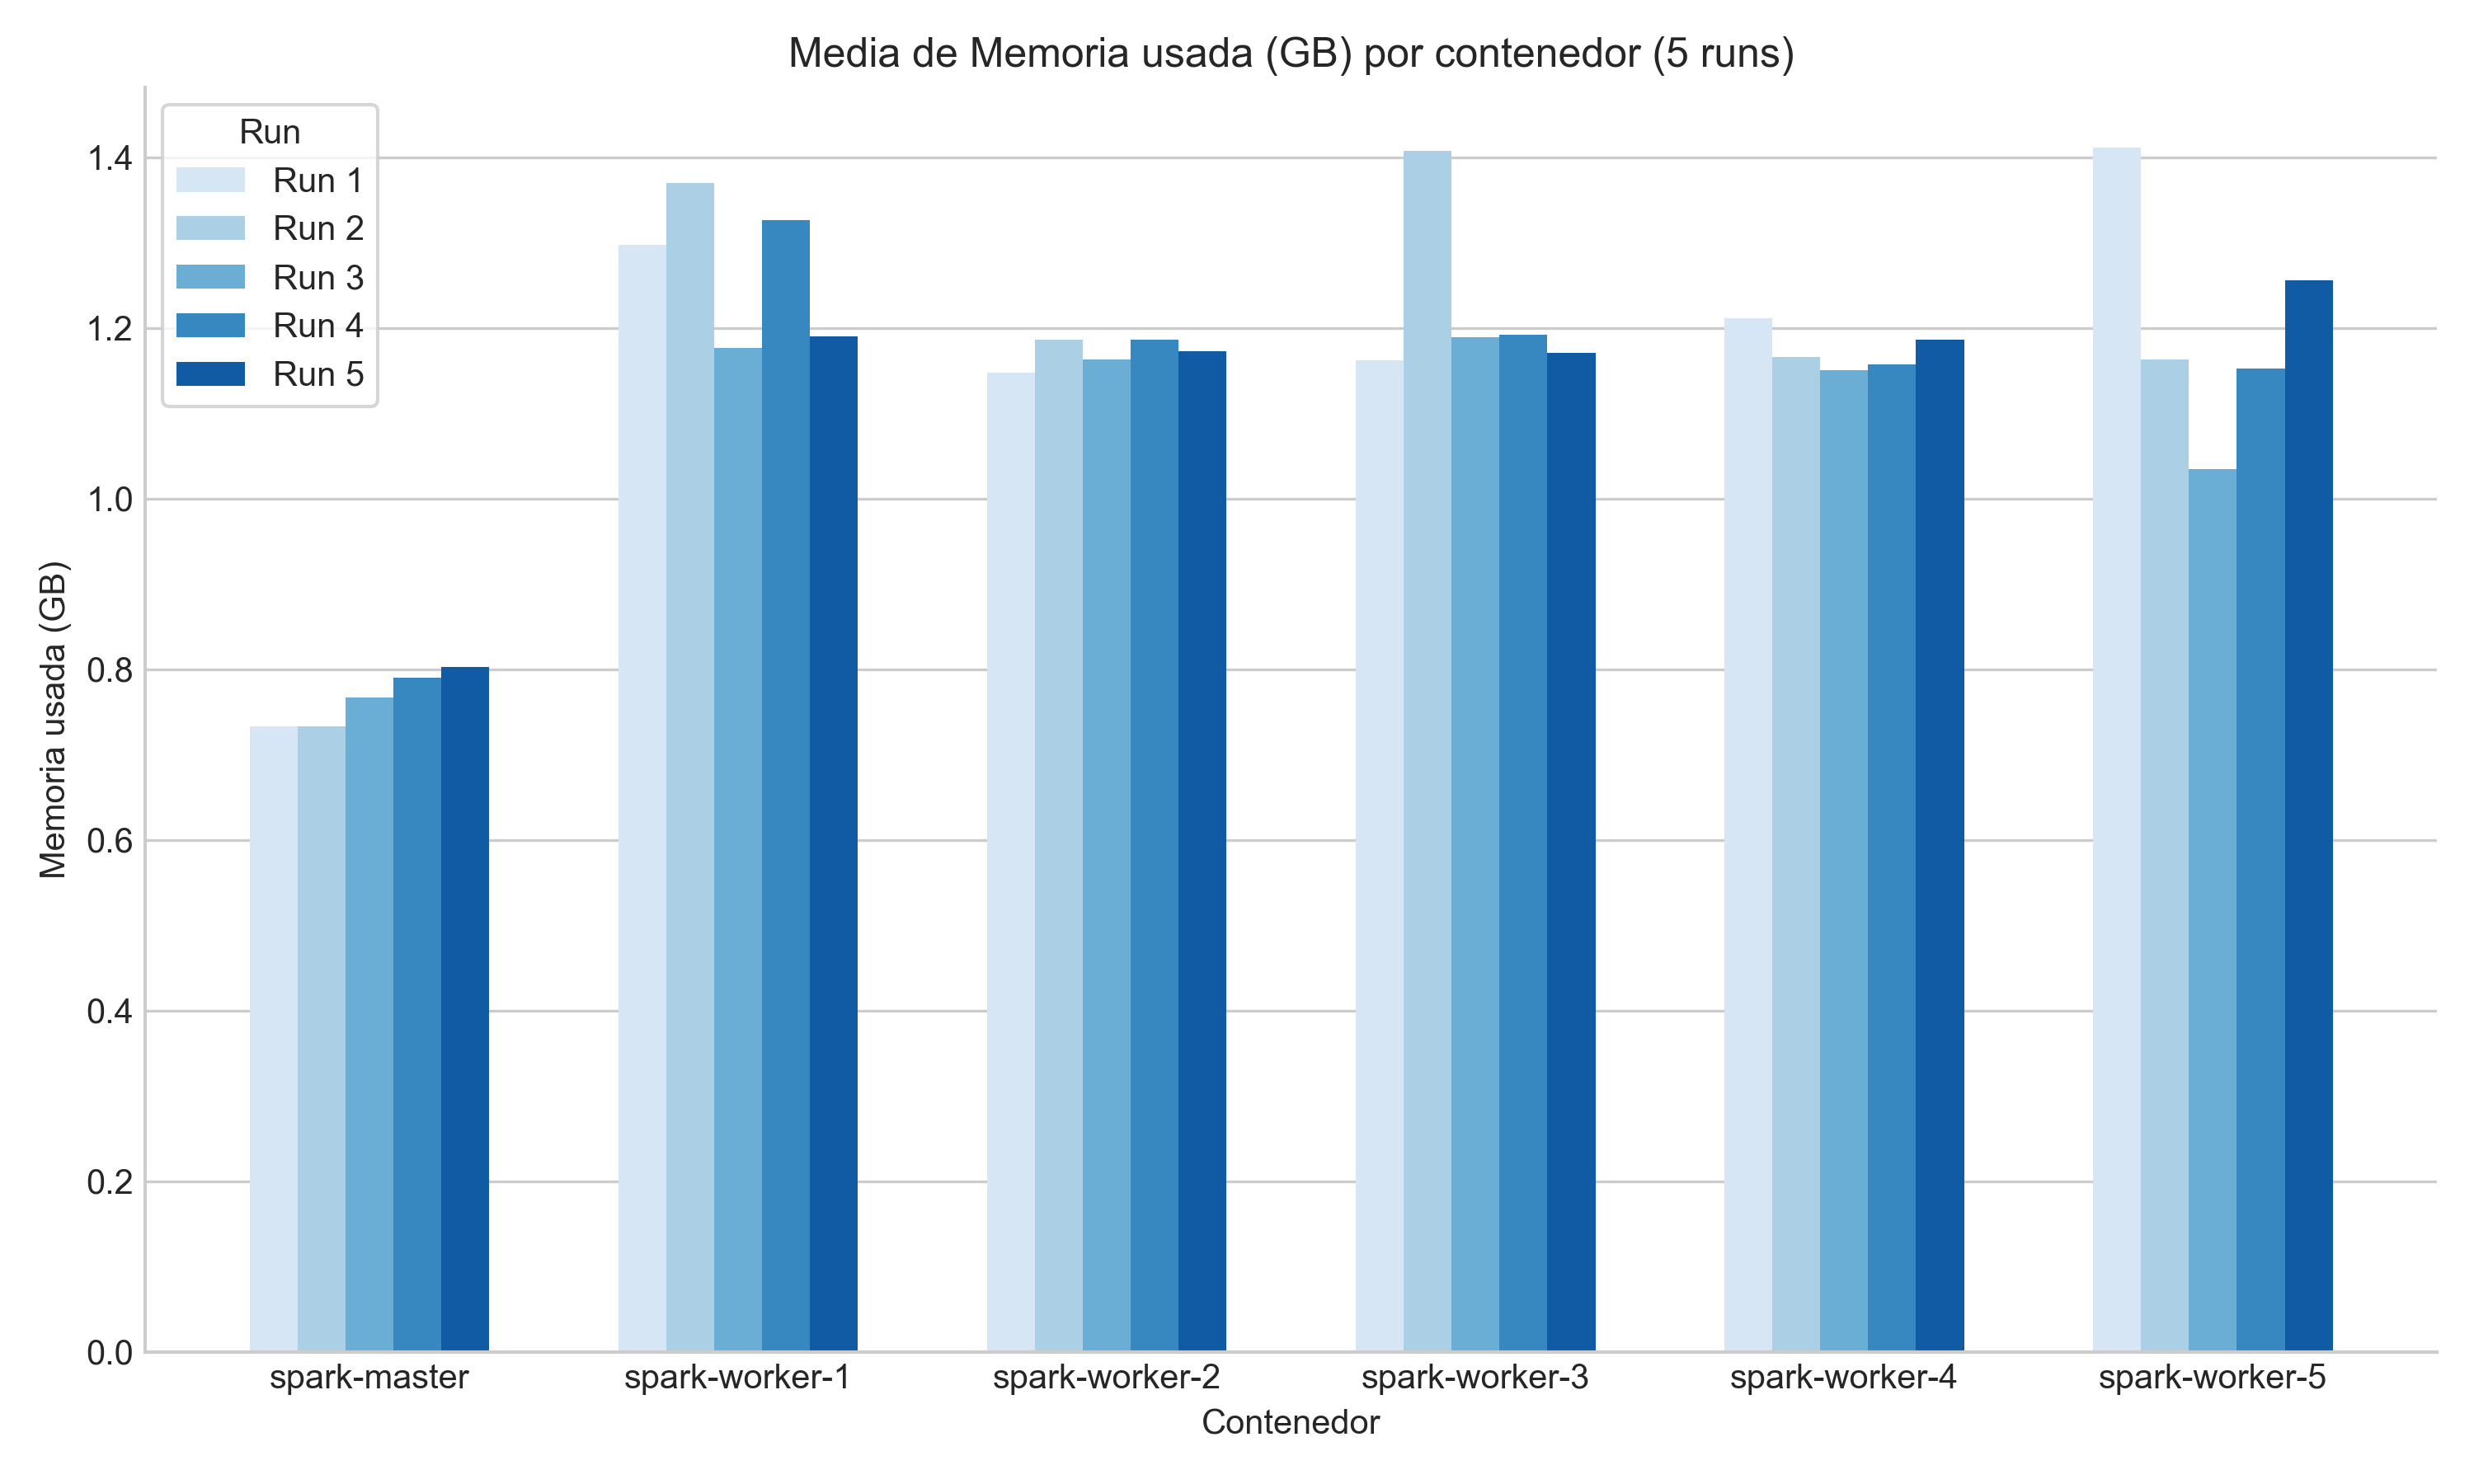 Media de Memoria usada (GB) por contenedor (5 runs)
Run
Run 1
Run 2
Run 3
Run 4
Run 5
Memoria usada (GB)
1.4
1.2
1.0
0.8
0.6
0.4
0.2
0.0
spark-master
spark-worker-1
spark-worker-2
spark-worker-3
spark-worker-4
spark-worker-5
Contenedor